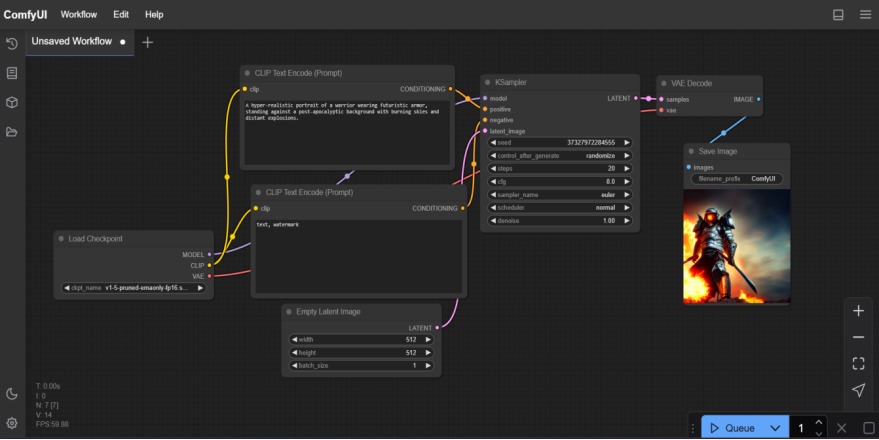 ComfyUI Workflow Edit Help
Unsaved Workflow
CLIP Text Encode (Prompt)
clip CONDITIONING
A hyper-realistic portrait of a warrior wearing futuristic armor,
standing against a post-apocalyptic background with burning skies and
distant explosions.
CLIP Text Encode (Prompt)
clip CONDITIONING
text, watermark
Load Checkpoint
MODEL
CLIP
VAE
ckpt_name v1-5-pruned-emaonly-fp16.s...
Empty Latent Image
LATENT
width 512
height 512
batch_size 1
KSampler
model LATENT
positive
negative
latent_image
seed 37327972284555
control_after_generate randomize
steps 20
cfg 8.0
sampler_name euler
scheduler normal
denoise 1.00
VAE Decode
samples IMAGE
vae
Save Image
images
filename_prefix ComfyUI
T: 0.00s
I: 0
N: 7 [7]
V: 14
FPS:59.88
Queue 1